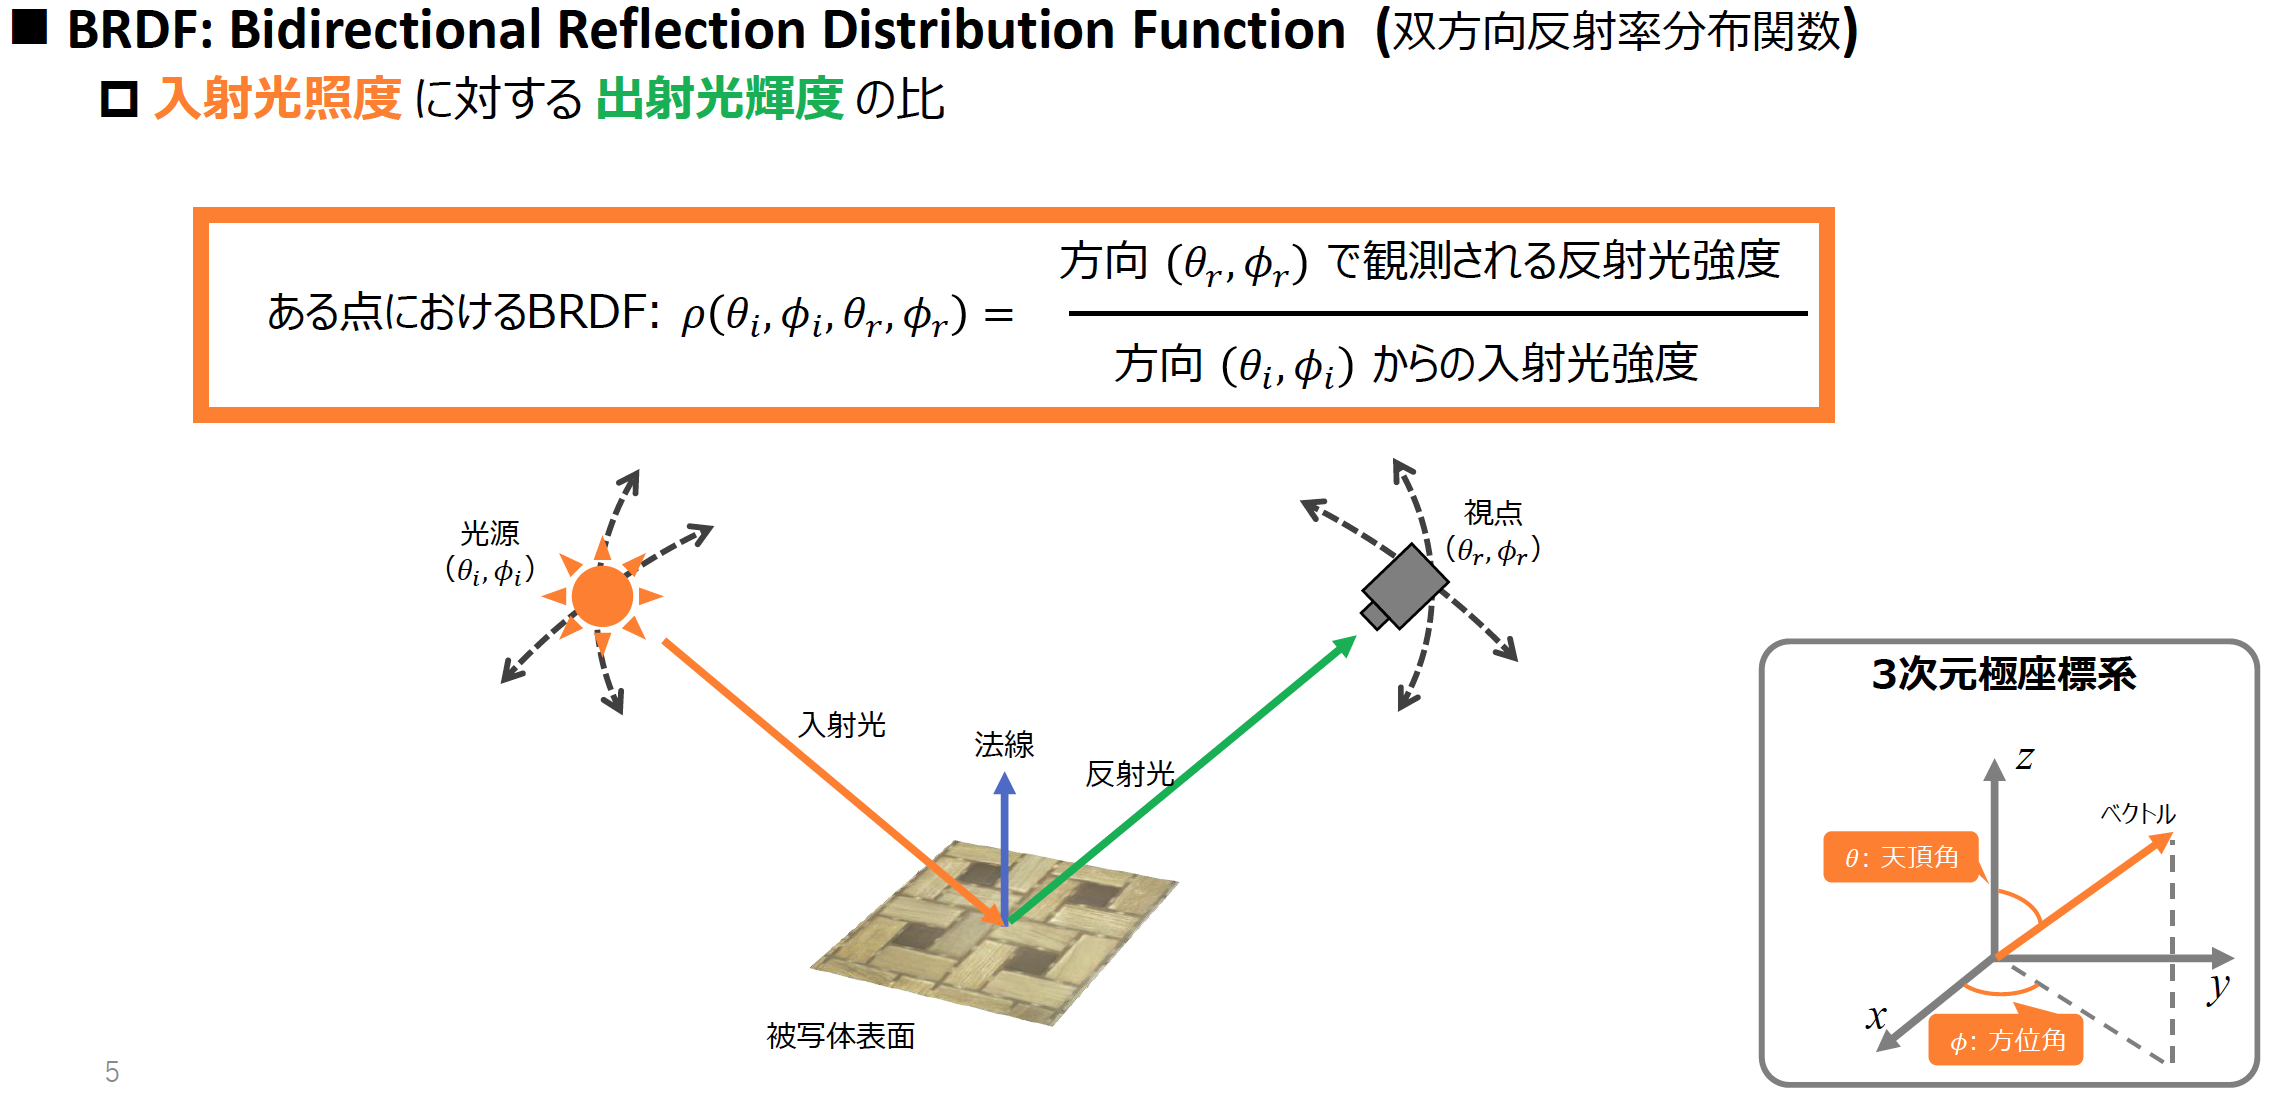 ■ BRDF: Bidirectional Reflection Distribution Function (双方向反射率分布関数)
入射光照度 に対する 出射光輝度 の比
ある点におけるBRDF: ρ(θi, ϕi, θr, ϕr) =
方向 (θr, ϕr) で観測される反射光強度
方向 (θi, ϕi) からの入射光強度
光源
(θi, ϕi)
視点
(θr, ϕr)
入射光
法線
反射光
被写体表面
3次元極座標系
z
ベクトル
θ: 天頂角
y
x
ϕ: 方位角
5